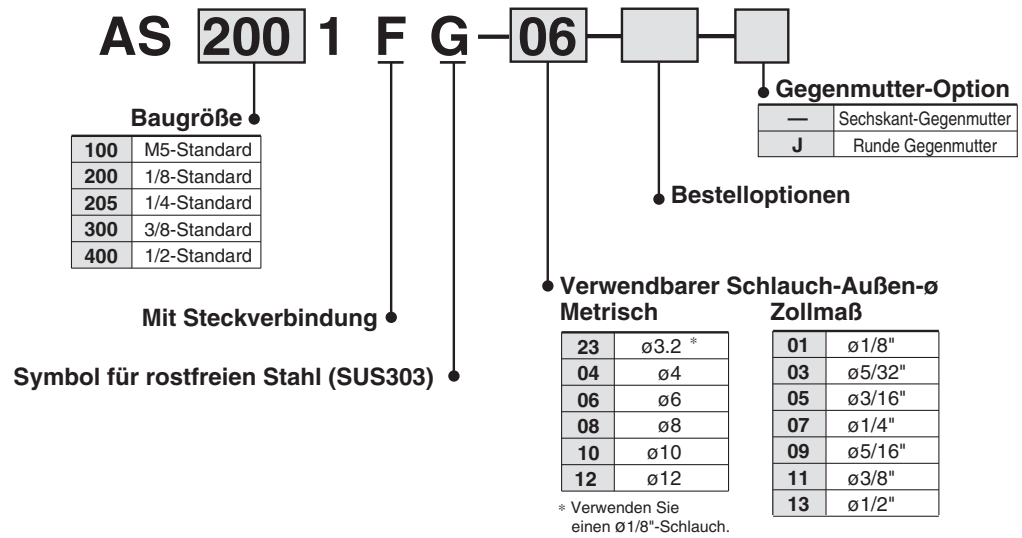 AS 200 1 F G – 06 – –
Gegenmutter-Option
— Sechskant-Gegenmutter
J Runde Gegenmutter
Baugröße
100 M5-Standard
200 1/8-Standard
205 1/4-Standard
300 3/8-Standard
400 1/2-Standard
Bestelloptionen
Mit Steckverbindung
Symbol für rostfreien Stahl (SUS303)
Verwendbarer Schlauch-Außen-ø
Metrisch
23 ø3.2 *
04 ø4
06 ø6
08 ø8
10 ø10
12 ø12
* Verwenden Sie
einen Ø1/8"-Schlauch.
Zollmaß
01 ø1/8"
03 ø5/32"
05 ø3/16"
07 ø1/4"
09 ø5/16"
11 ø3/8"
13 ø1/2"